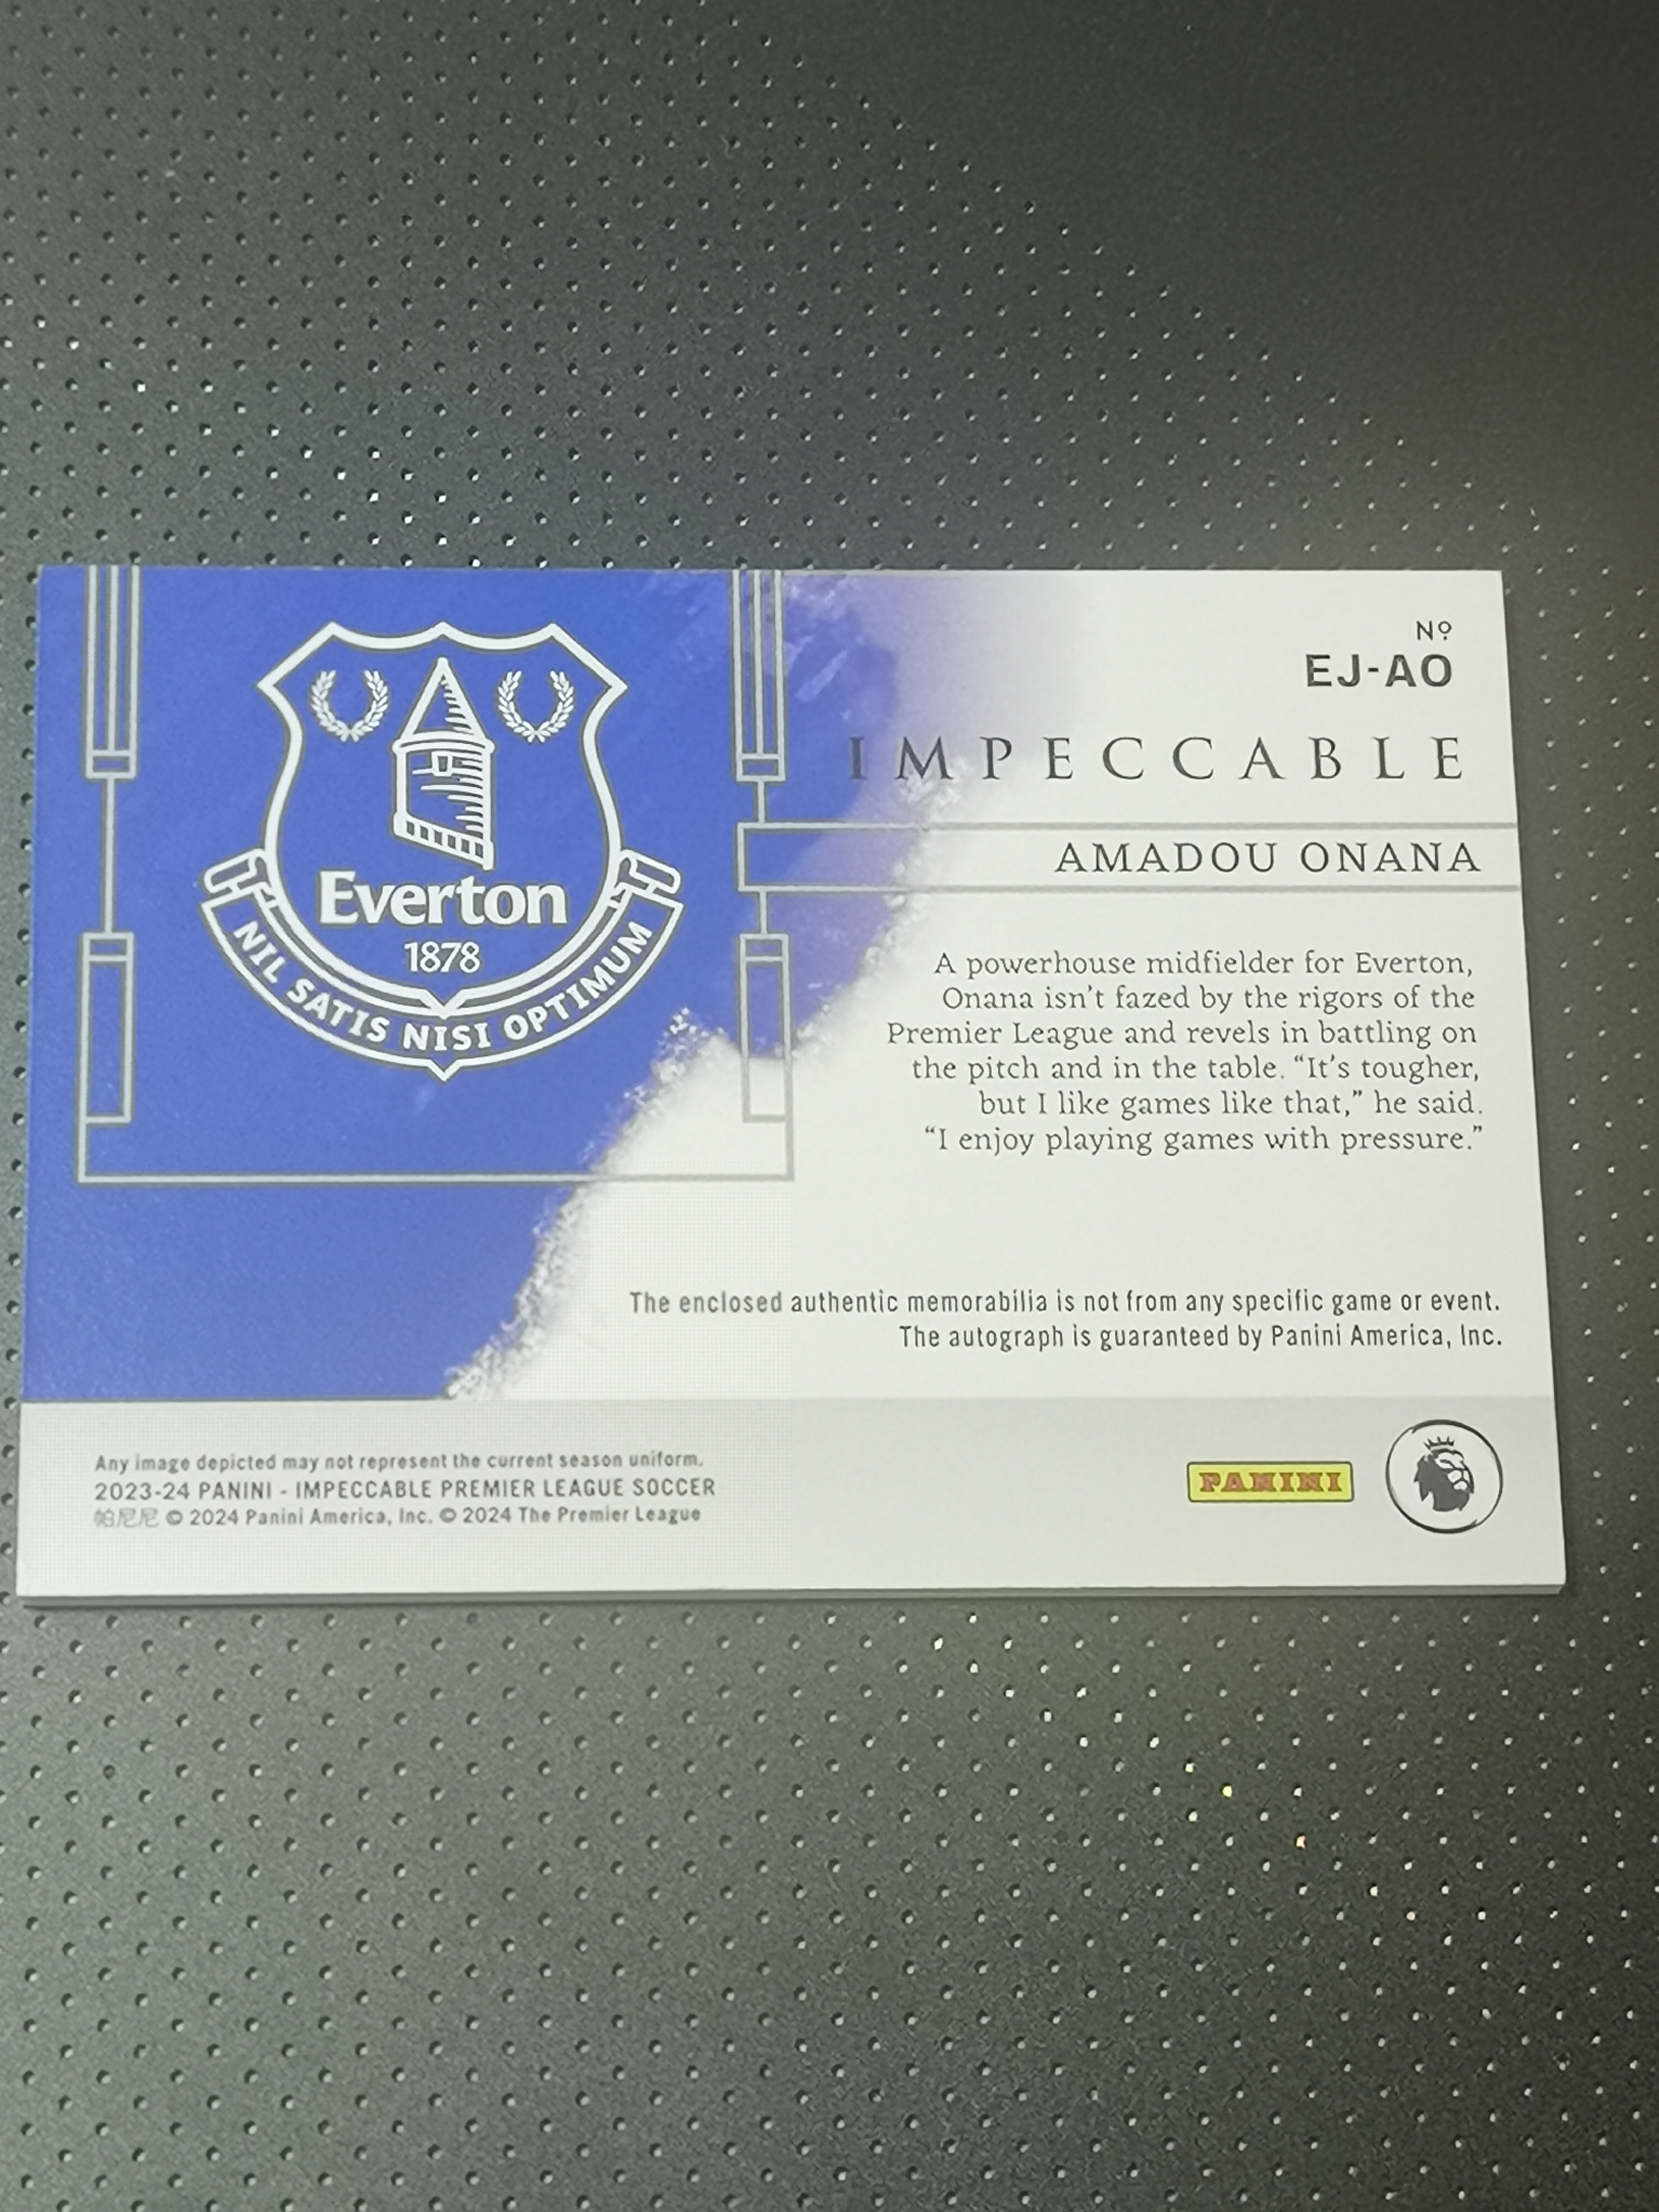 Everton
1878
NIL SATIS NISI OPTIMUM
Nº
EJ-AO
IMPECCABLE
AMADOU ONANA
A powerhouse midfielder for Everton,
Onana isn't fazed by the rigors of the
Premier League and revels in battling on
the pitch and in the table. “It's tougher,
but I like games like that,” he said.
“I enjoy playing games with pressure.”
The enclosed authentic memorabilia is not from any specific game or event.
The autograph is guaranteed by Panini America, Inc.
Any image depicted may not represent the current season uniform.
2023-24 PANINI - IMPECCABLE PREMIER LEAGUE SOCCER
帕尼尼 © 2024 Panini America, Inc. © 2024 The Premier League
PANINI